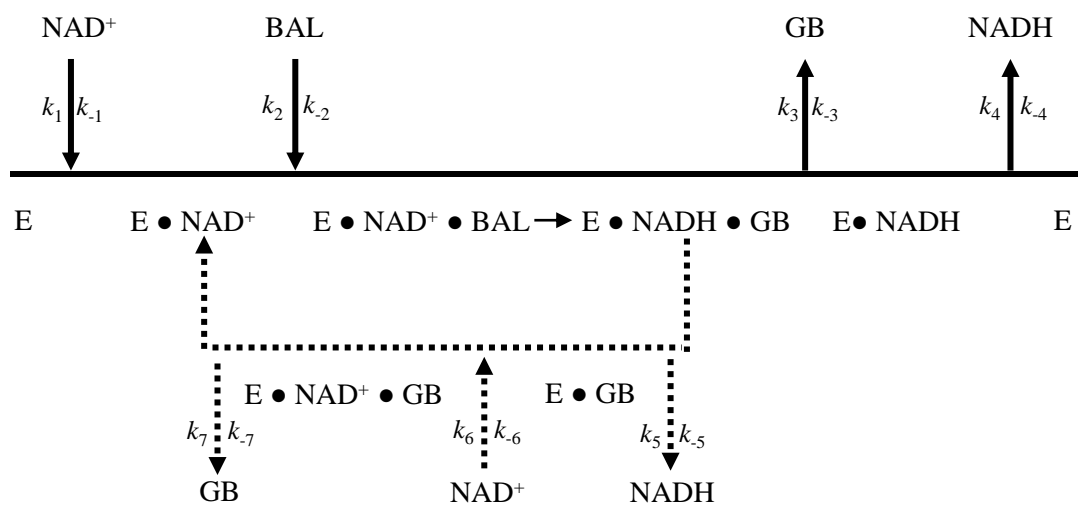 NAD⁺ BAL GB NADH
k₁ k₋₁ k₂ k₋₂ k₃ k₋₃ k₄ k₋₄
E E ● NAD⁺ E ● NAD⁺ ● BAL E ● NADH ● GB E● NADH E
E ● NAD⁺ ● GB E ● GB
k₇ k₋₇ k₆ k₋₆ k₅ k₋₅
GB NAD⁺ NADH